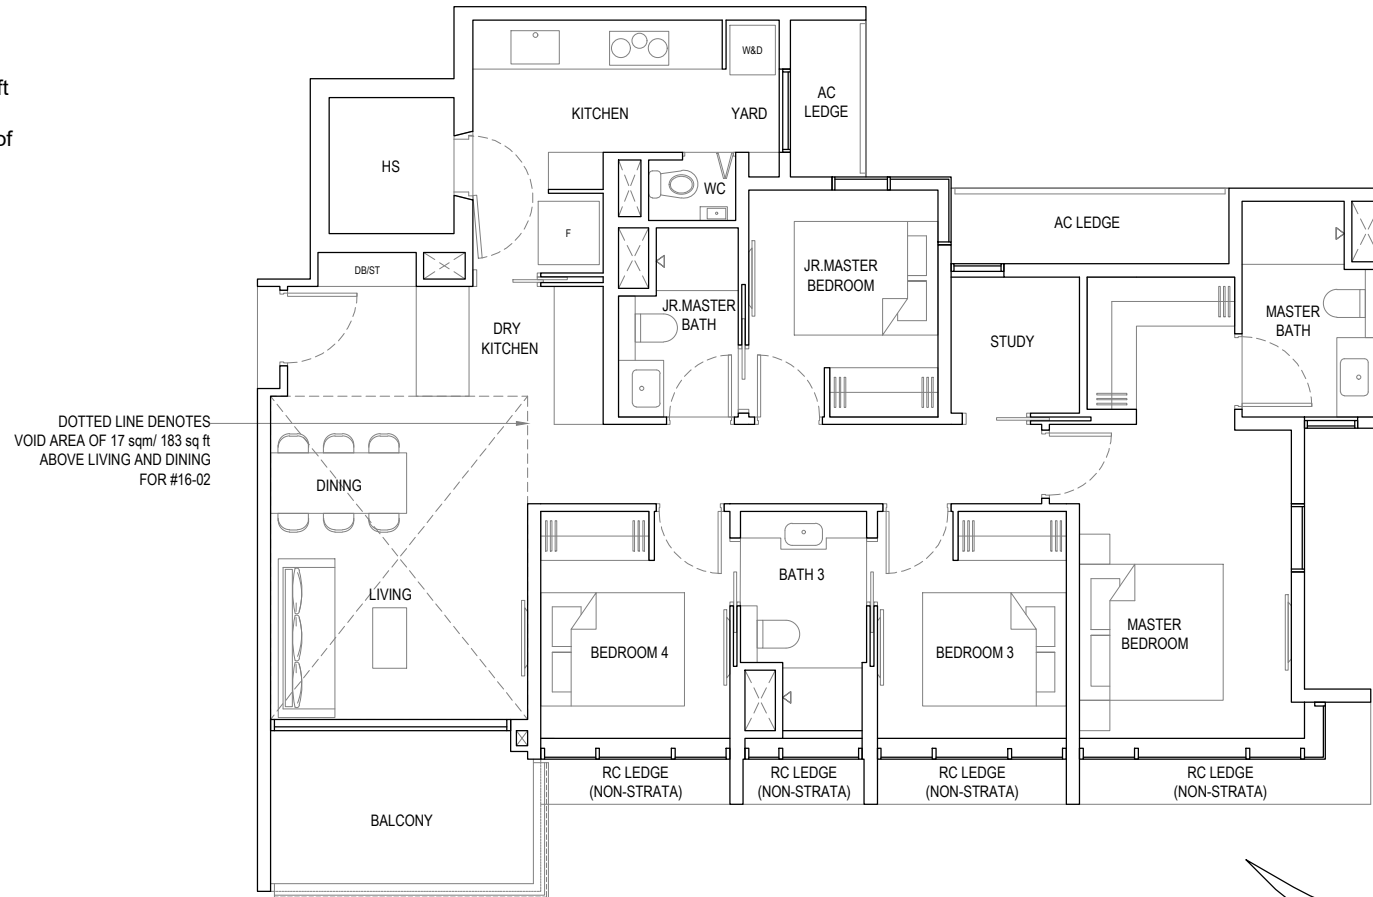 ft
of
W&D
AC
LEDGE
KITCHEN
YARD
HS
WC
AC LEDGE
F
DB/ST
JR.MASTER
BEDROOM
JR.MASTER
BATH
MASTER
BATH
DRY
KITCHEN
STUDY
DOTTED LINE DENOTES
VOID AREA OF 17 sqm/ 183 sq ft
ABOVE LIVING AND DINING
FOR #16-02
DINING
BATH 3
LIVING
MASTER
BEDROOM
BEDROOM 4
BEDROOM 3
RC LEDGE
(NON-STRATA)
RC LEDGE
(NON-STRATA)
RC LEDGE
(NON-STRATA)
RC LEDGE
(NON-STRATA)
BALCONY